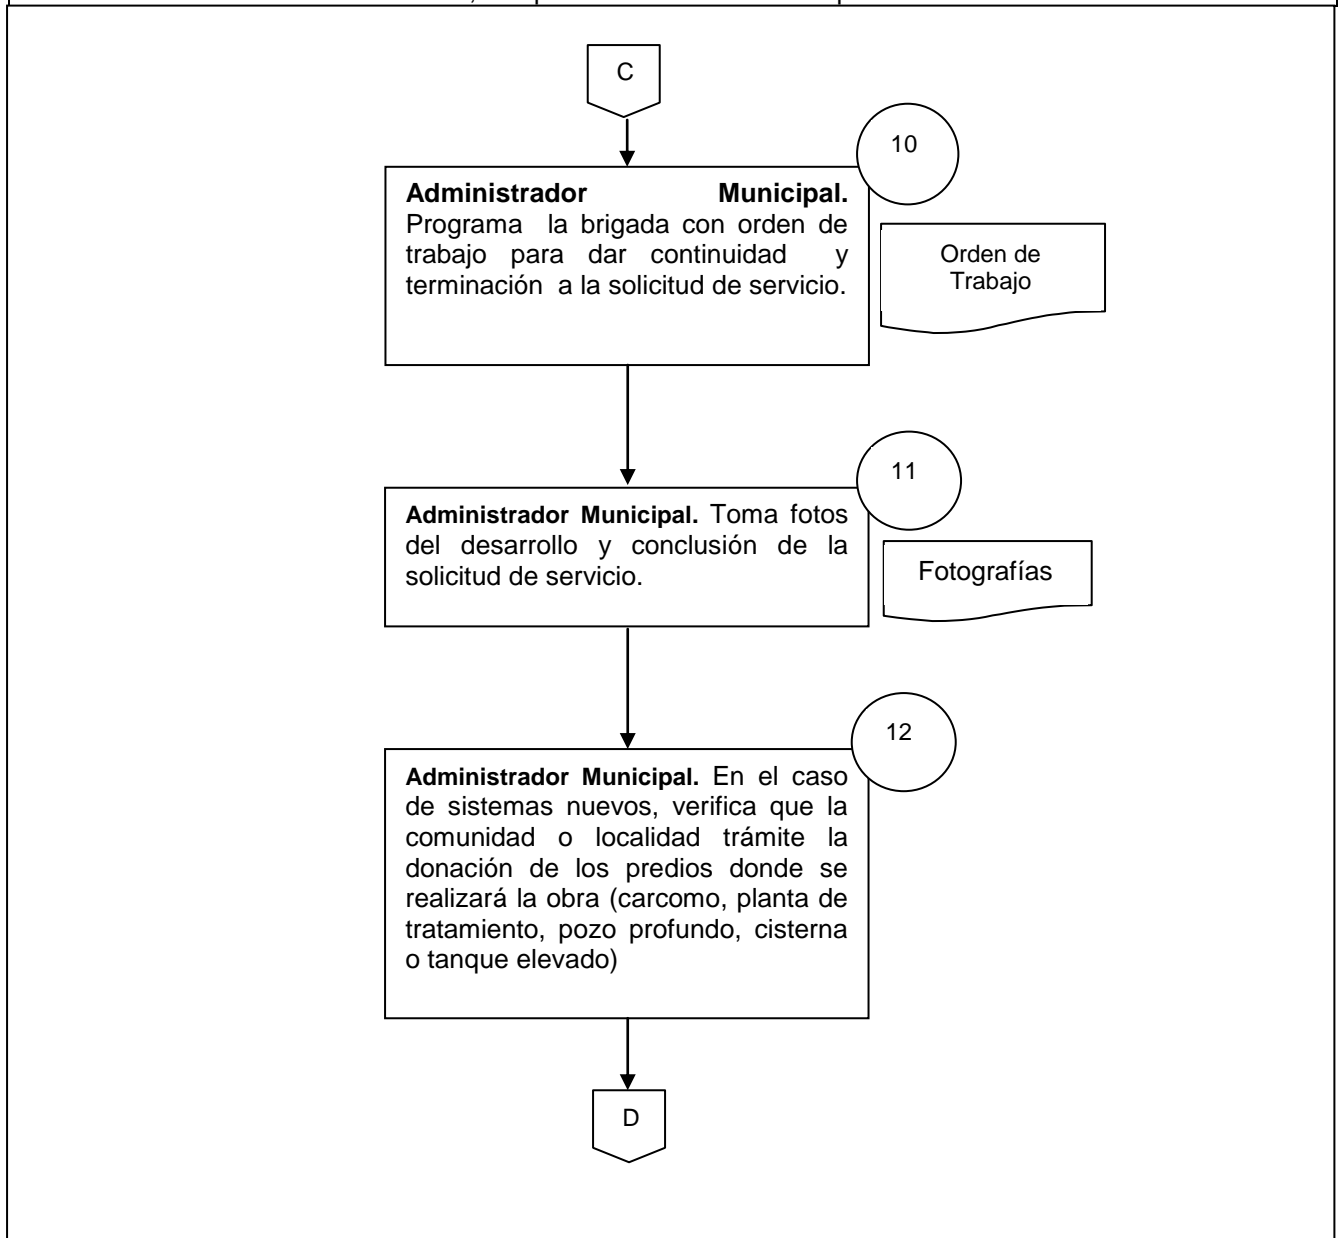 C
10
Administrador Municipal.
Programa la brigada con orden de
trabajo para dar continuidad y
terminación a la solicitud de servicio.
Orden de
Trabajo
11
Administrador Municipal. Toma fotos
del desarrollo y conclusión de la
solicitud de servicio.
Fotografías
12
Administrador Municipal. En el caso
de sistemas nuevos, verifica que la
comunidad o localidad trámite la
donación de los predios donde se
realizará la obra (carcomo, planta de
tratamiento, pozo profundo, cisterna
o tanque elevado)
D